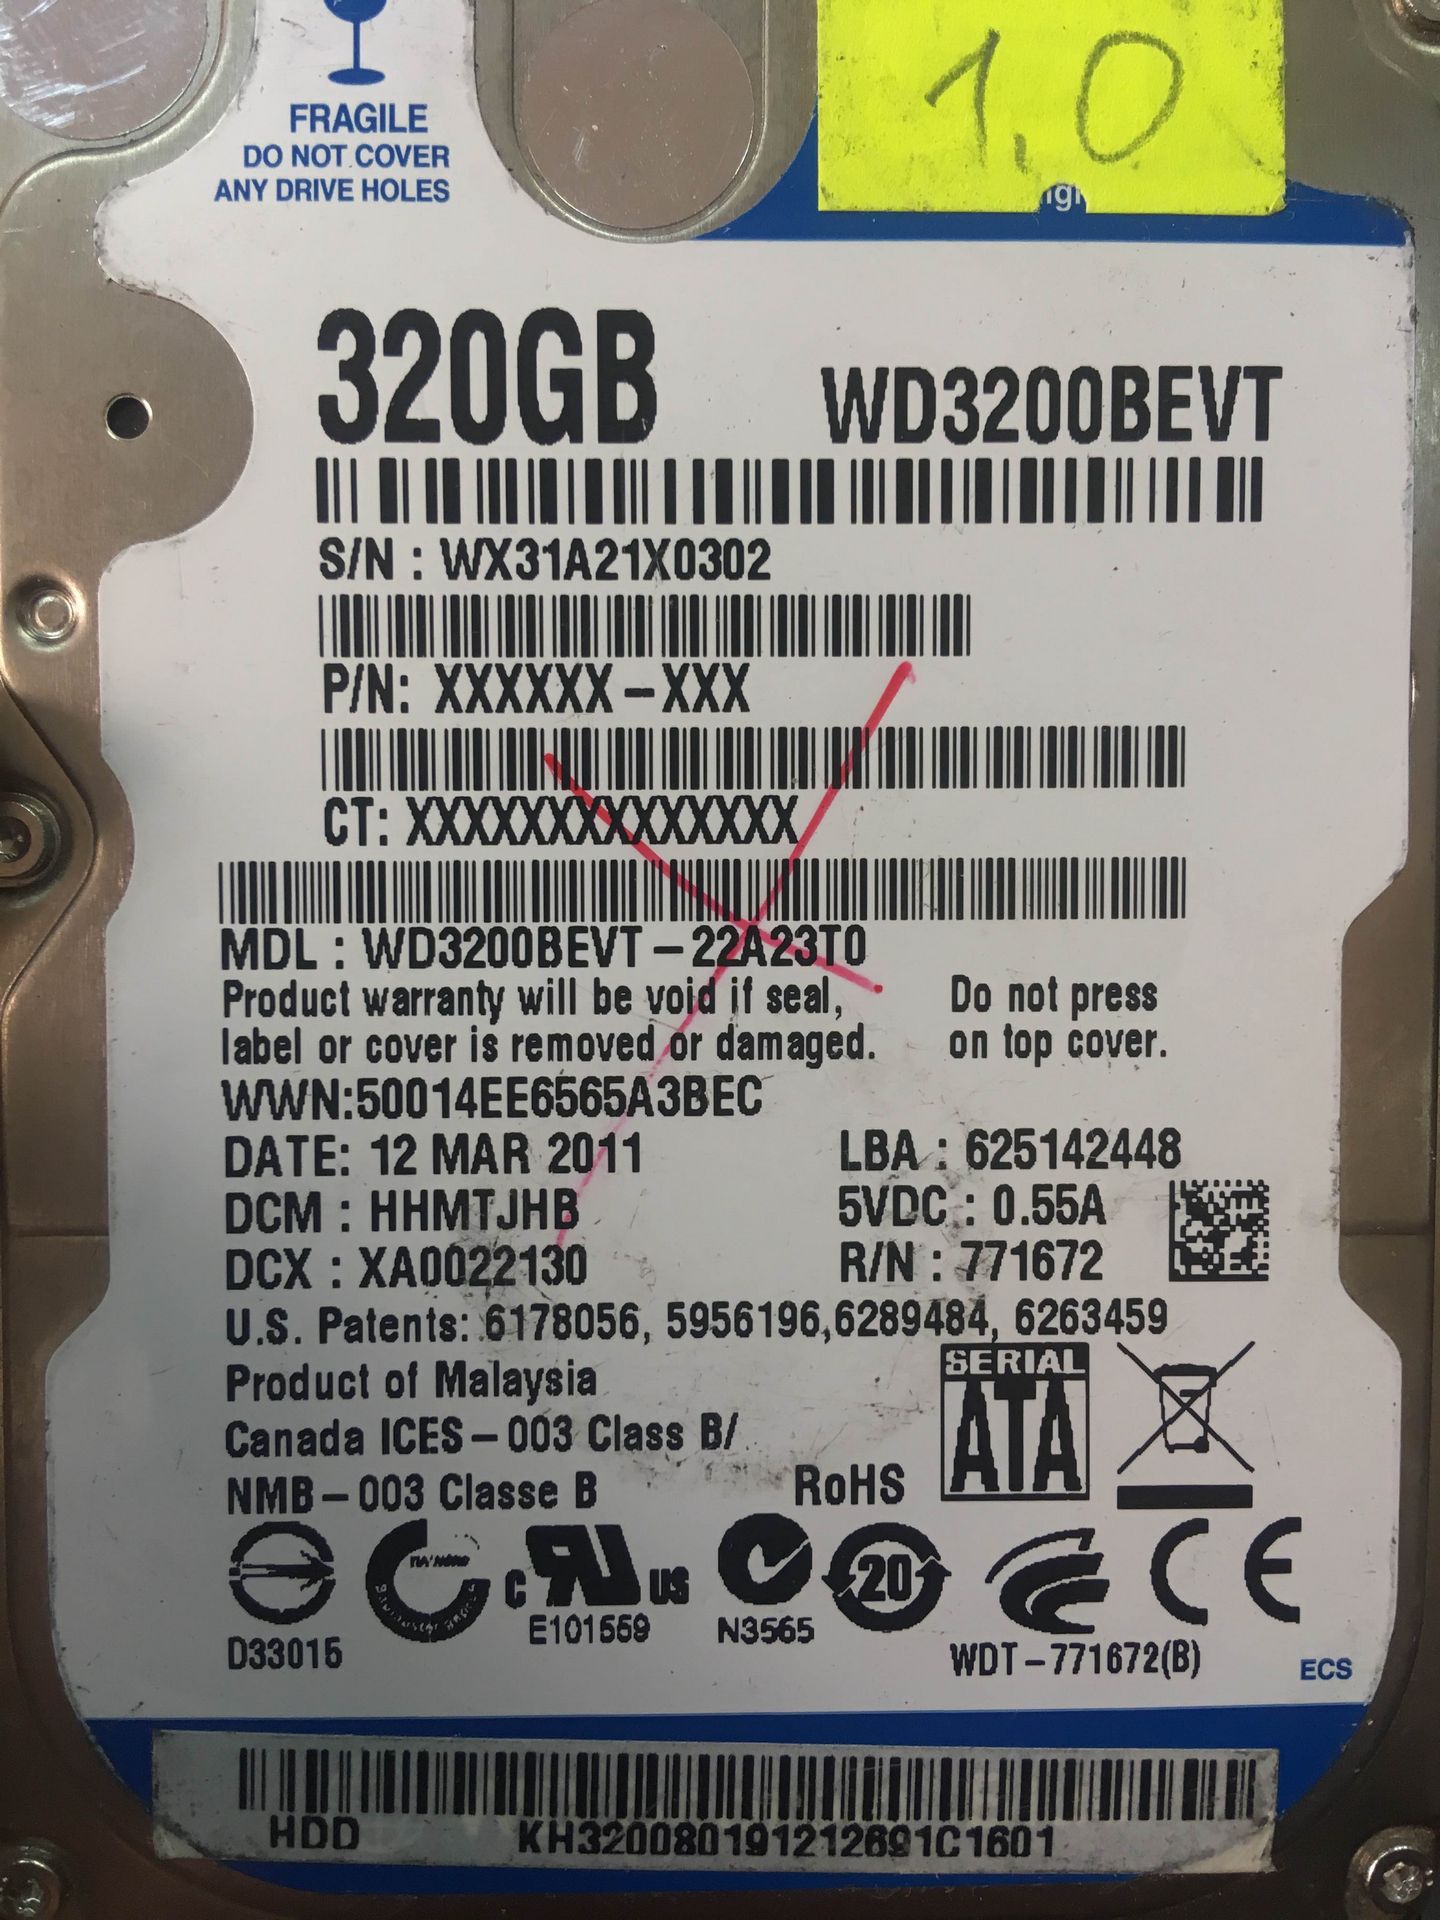 1,0
FRAGILE
DO NOT COVER
ANY DRIVE HOLES
320GB
WD3200BEVT
S/N : WX31A21X0302
P/N: XXXXXX-XXX
CT: XXXXXXXXXXXXXX
MDL : WD3200BEVT-22A23T0
Product warranty will be void if seal,
label or cover is removed or damaged.
Do not press
on top cover.
WWN:50014EE6565A3BEC
DATE: 12 MAR 2011
LBA : 625142448
DCM : HHMTJHB
5VDC : 0.55A
DCX : XA0022130
R/N : 771672
U.S. Patents: 6178056, 5956196,6289484, 6263459
Product of Malaysia
Canada ICES-003 Class B/
NMB-003 Classe B
RoHS
SERIAL
ATA
20
C
US
CE
D33015
E101559
N3565
WDT-771672(B)
ECS
HDD
KH320080191212691C1601